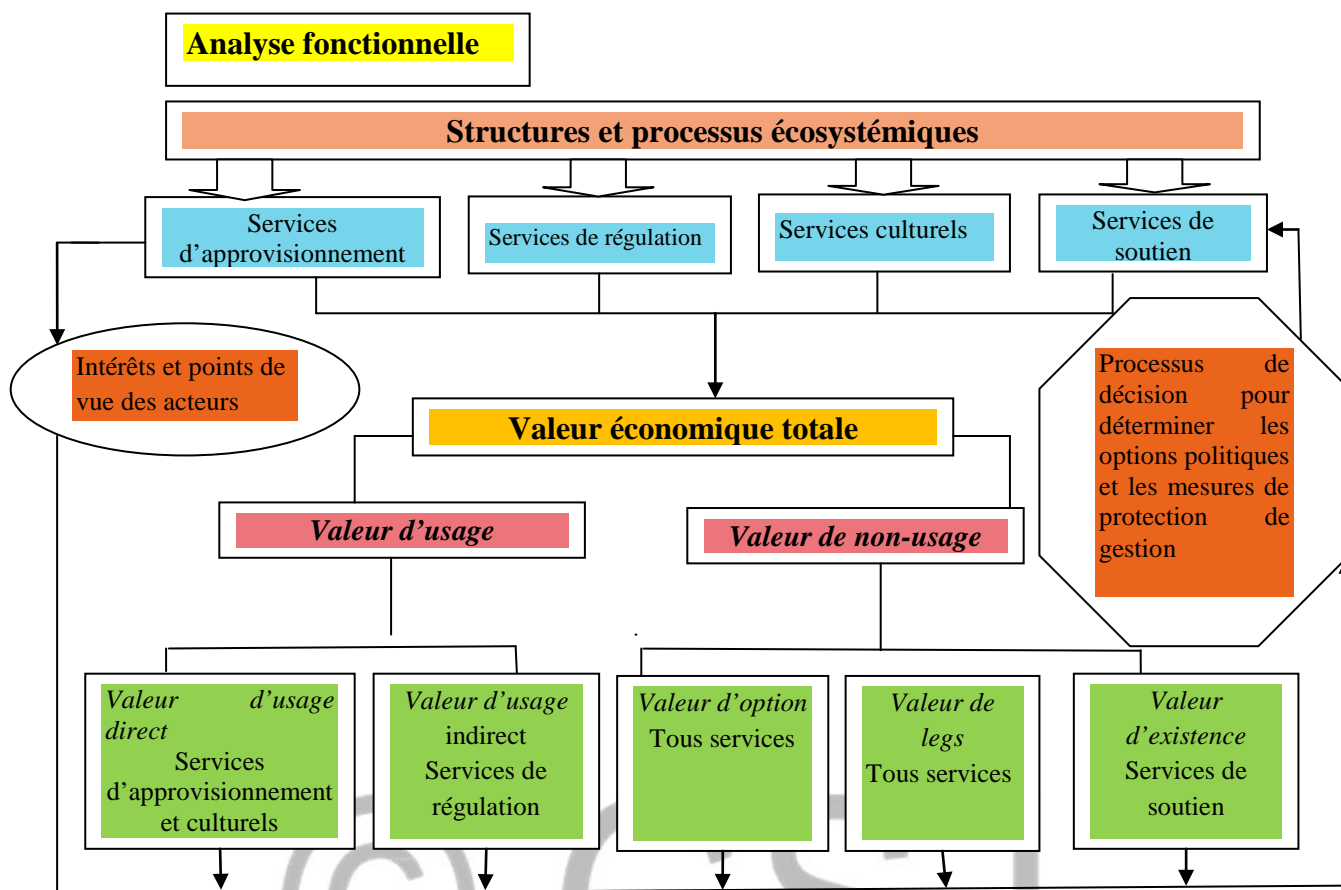 Analyse fonctionnelle
Structures et processus écosystémiques
Services
d’approvisionnement
Services de régulation
Services culturels
Services de
soutien
Intérêts et points de
vue des acteurs
Processus de
décision pour
déterminer les
options politiques
et les mesures de
protection de
gestion
Valeur économique totale
Valeur d’usage
Valeur de non-usage
Valeur d’usage
direct
Services
d’approvisionnement
et culturels
Valeur d’usage
indirect
Services de
régulation
Valeur d’option
Tous services
Valeur de
legs
Tous services
Valeur
d’existence
Services de
soutien